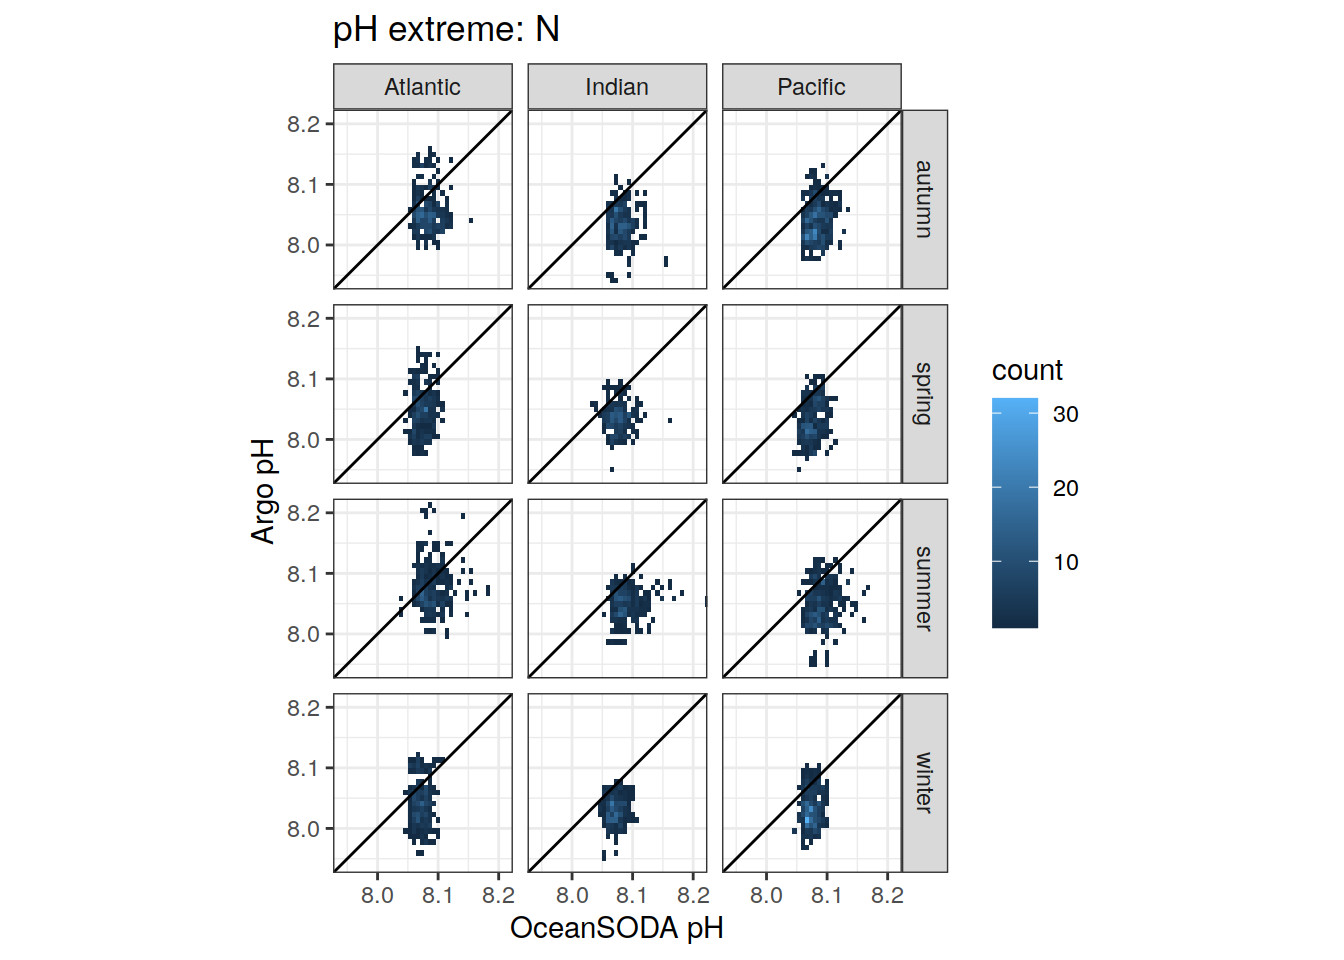 pH extreme: N
Atlantic Indian Pacific
8.2
8.1
8.0
autumn
8.2
8.1
8.0
spring
8.2
8.1
8.0
summer
8.2
8.1
8.0
winter
8.0 8.1 8.2 8.0 8.1 8.2 8.0 8.1 8.2
OceanSODA pH
Argo pH
count
30
20
10